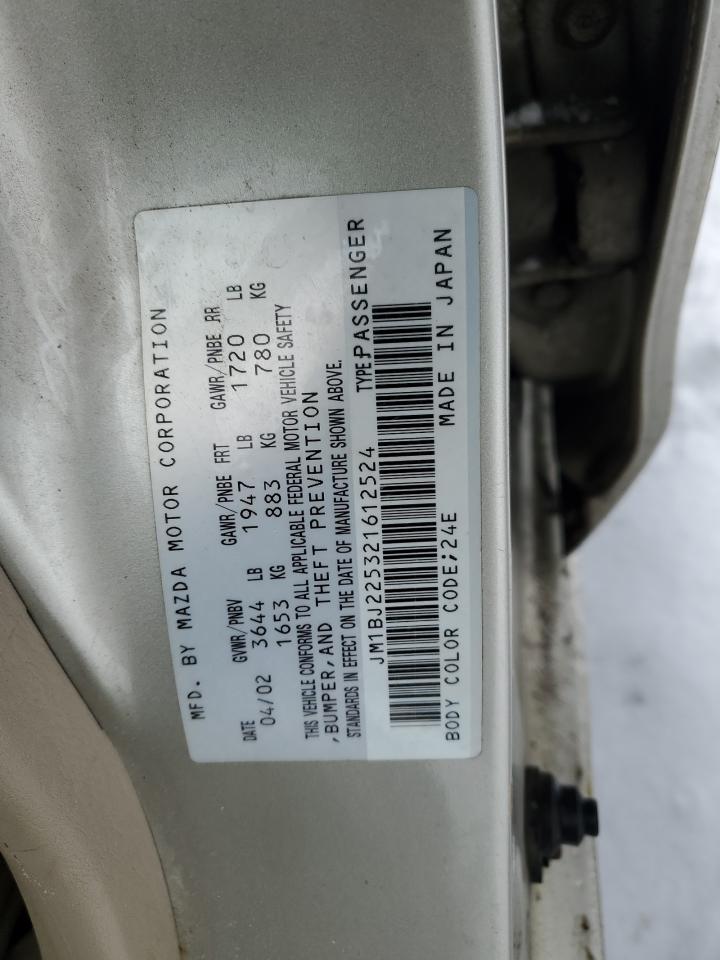 MFD. BY MAZDA MOTOR CORPORATION
DATE GVWR/PNBV GAWR/PNBE FRT GAWR/PNBE RR
04/02 3644 LB 1947 LB 1720 LB
1653 KG 883 KG 780 KG
THIS VEHICLE CONFORMS TO ALL APPLICABLE FEDERAL MOTOR VEHICLE SAFETY
,BUMPER,AND THEFT PREVENTION
STANDARDS IN EFFECT ON THE DATE OF MANUFACTURE SHOWN ABOVE.
JM1BJ225321612524 TYPE:PASSENGER
BODY COLOR CODE;24E MADE IN JAPAN